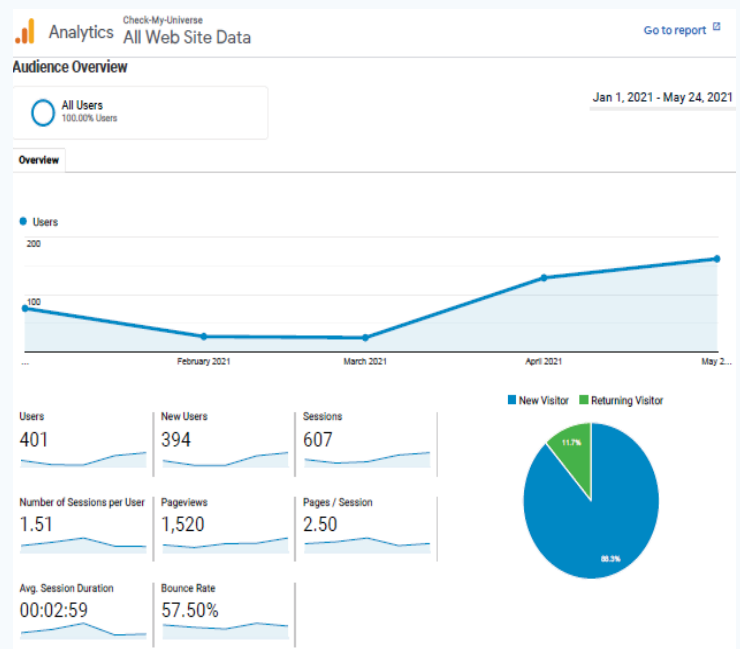 Analytics
Check-My-Universe
All Web Site Data
Go to report
Audience Overview
All Users
100.00% Users
Jan 1, 2021 - May 24, 2021
Overview
Users
200
100
...
February 2021
March 2021
April 2021
May 2...
New Visitor
Returning Visitor
Users
New Users
Sessions
401
394
607
11.7%
88.3%
Number of Sessions per User
Pageviews
Pages / Session
1.51
1,520
2.50
Avg. Session Duration
Bounce Rate
00:02:59
57.50%